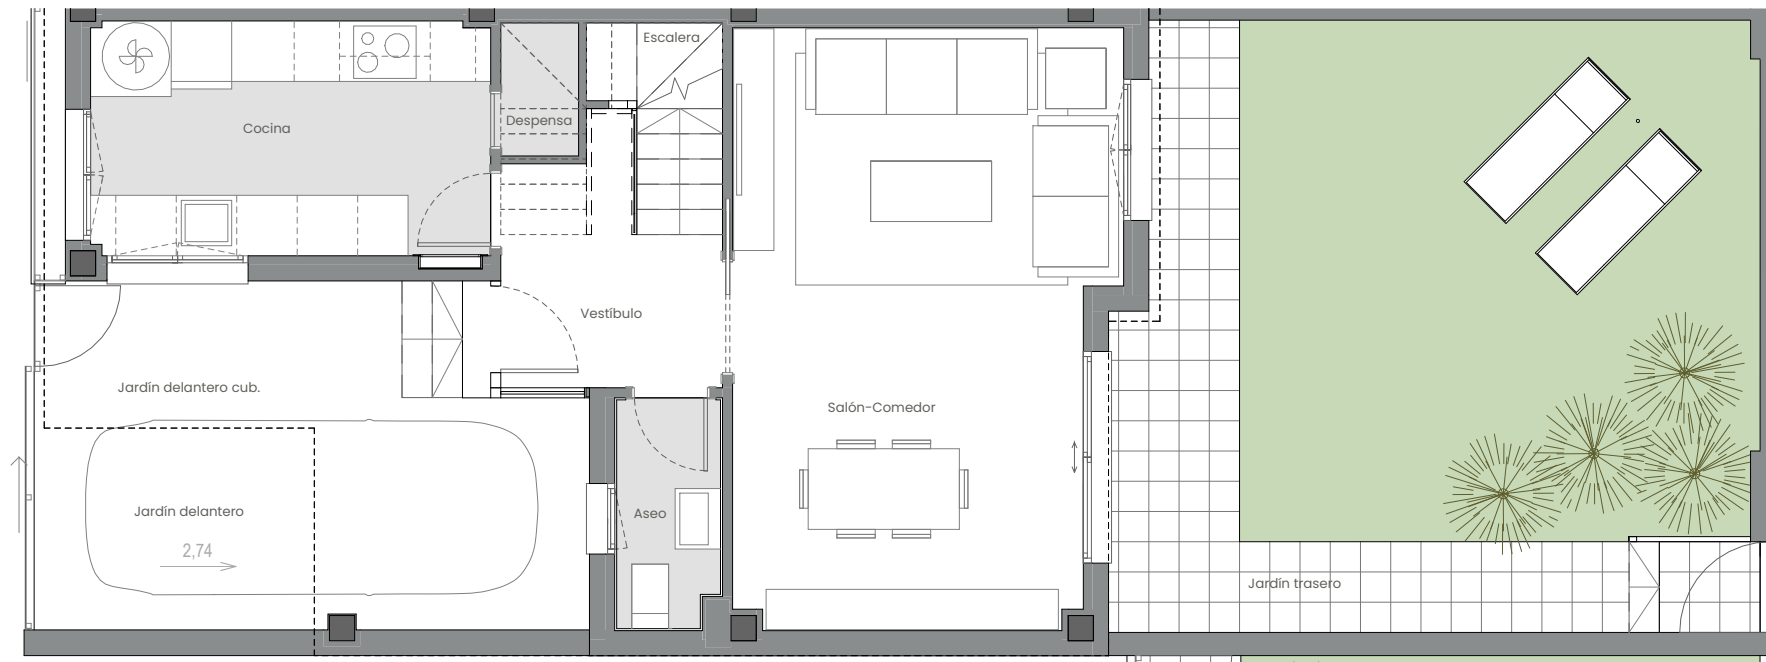 Escalera
Cocina
Despensa
Vestíbulo
Jardín delantero cub.
Salón-Comedor
Jardín delantero
Aseo
2,74
Jardín trasero